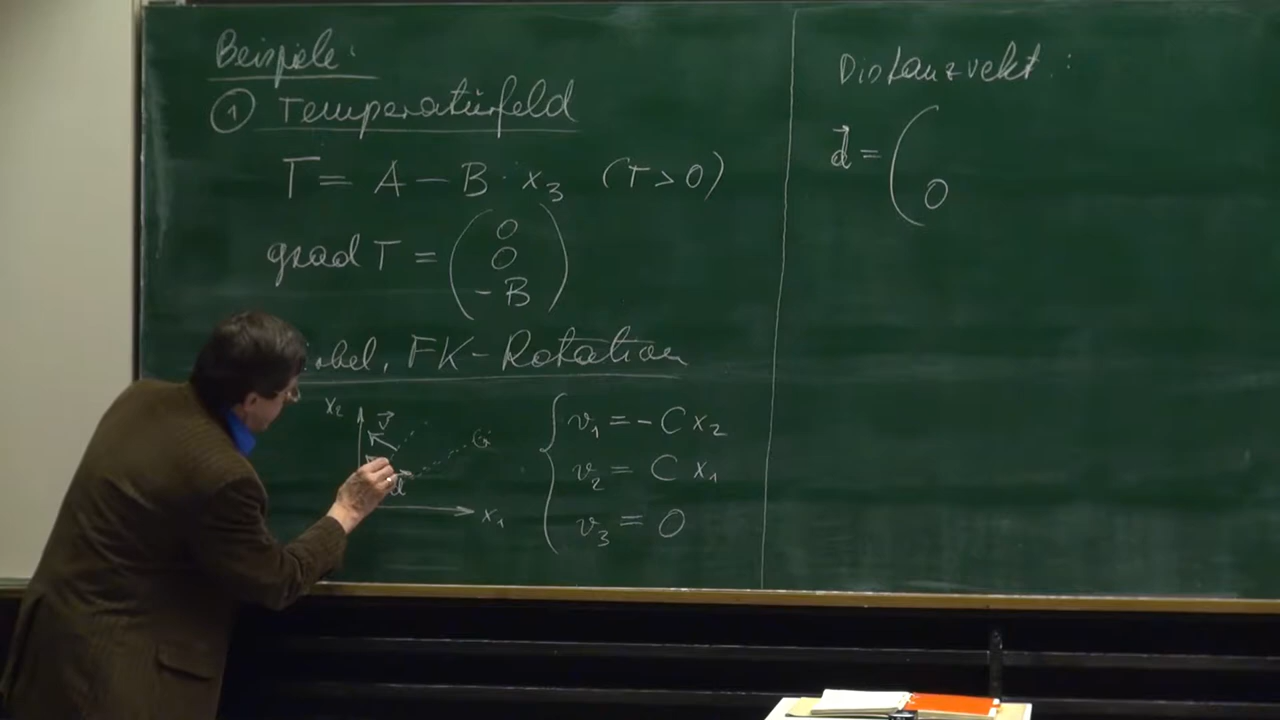 Beispiele:
① Temperaturfeld
T = A - B · x₃ (T > 0)
grad T = ( 0
0
-B )
FK-Rotation
x₂
v⃗
G
d
x₁
v₁ = - C x₂
v₂ = C x₁
v₃ = 0
Distanzvekt.:
d⃗ = (
0